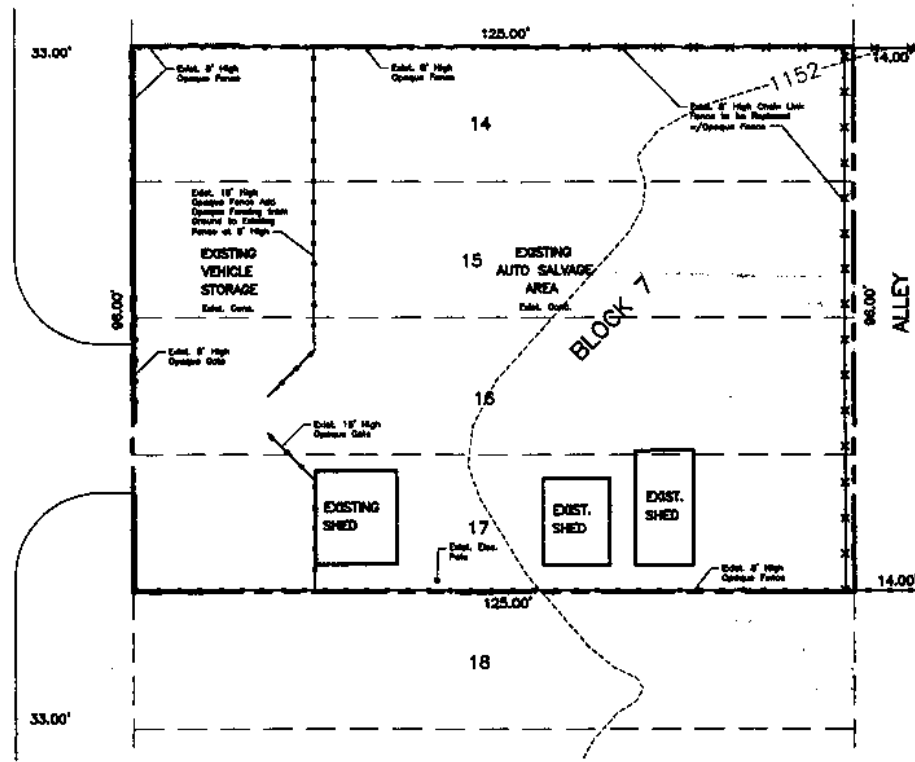 125.00'
33.00'
14.00'
Exist. 8' High
Opaque Fence
Exist. 8' High
Opaque Fence
1152
Exist. 8' High Chain Link
Fence to be Replaced
w/Opaque Fence
14
Exist. 16' High
Opaque Fence Add
Opaque Fencing from
Ground to Existing
Fence at 8' High
EXISTING
VEHICLE
STORAGE
Exist. Cond.
15
EXISTING
AUTO SALVAGE
AREA
Exist. Cond.
BLOCK 7
96.00'
96.00'
ALLEY
Exist. 8' High
Opaque Gate
16
Exist. 16' High
Opaque Gate
EXISTING
SHED
EXIST.
SHED
EXIST.
SHED
17
Exist. Elec.
Pole
Exist. 8' High
Opaque Fence
14.00'
125.00'
18
33.00'